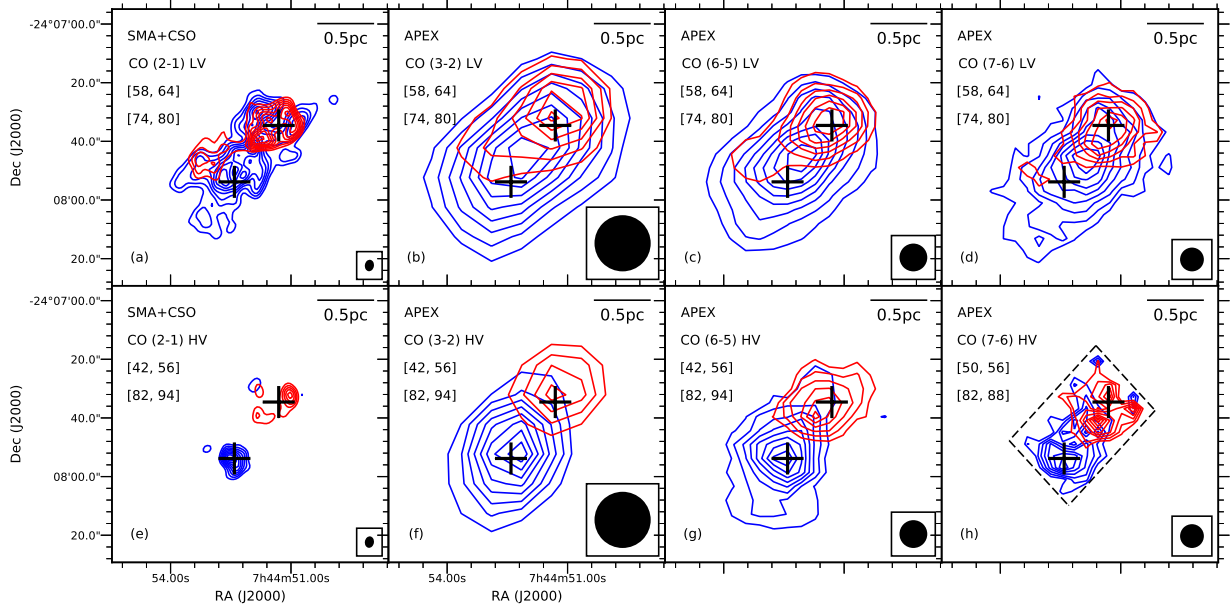 -24°07'00.0"
20.0"
40.0"
08'00.0"
20.0"
Dec (J2000)
SMA+CSO
0.5pc
CO (2-1) LV
[58, 64]
[74, 80]
(a)
APEX
0.5pc
CO (3-2) LV
[58, 64]
[74, 80]
(b)
APEX
0.5pc
CO (6-5) LV
[58, 64]
[74, 80]
(c)
APEX
0.5pc
CO (7-6) LV
[58, 64]
[74, 80]
(d)
-24°07'00.0"
20.0"
40.0"
08'00.0"
20.0"
Dec (J2000)
SMA+CSO
0.5pc
CO (2-1) HV
[42, 56]
[82, 94]
(e)
APEX
0.5pc
CO (3-2) HV
[42, 56]
[82, 94]
(f)
APEX
0.5pc
CO (6-5) HV
[42, 56]
[82, 94]
(g)
APEX
0.5pc
CO (7-6) HV
[50, 56]
[82, 88]
(h)
54.00s 7h44m51.00s
RA (J2000)
54.00s 7h44m51.00s
RA (J2000)